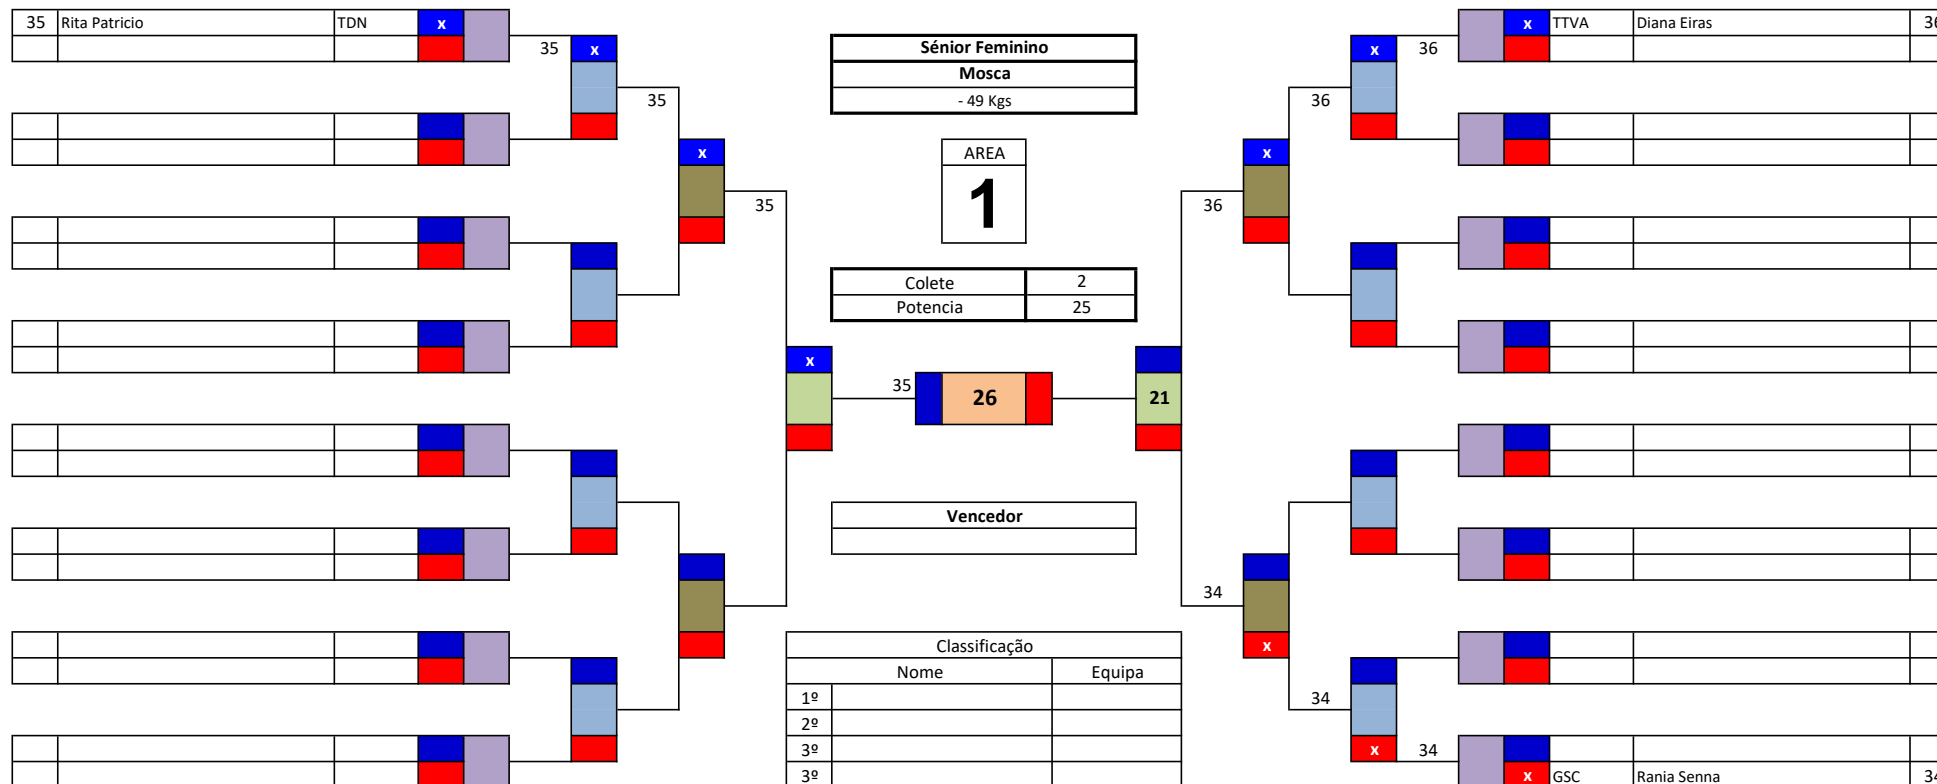 35 Rita Patricio TDN x
x TTVA Diana Eiras 36
35 x
x 36
Sénior Feminino
Mosca
- 49 Kgs
35
36
x
AREA
x
1
35
36
Colete 2
Potencia 25
x
35 26
21
Vencedor
34
Classificação
x
Nome Equipa
1º
34
2º
3º
x 34
3º
x GSC Rania Senna 34